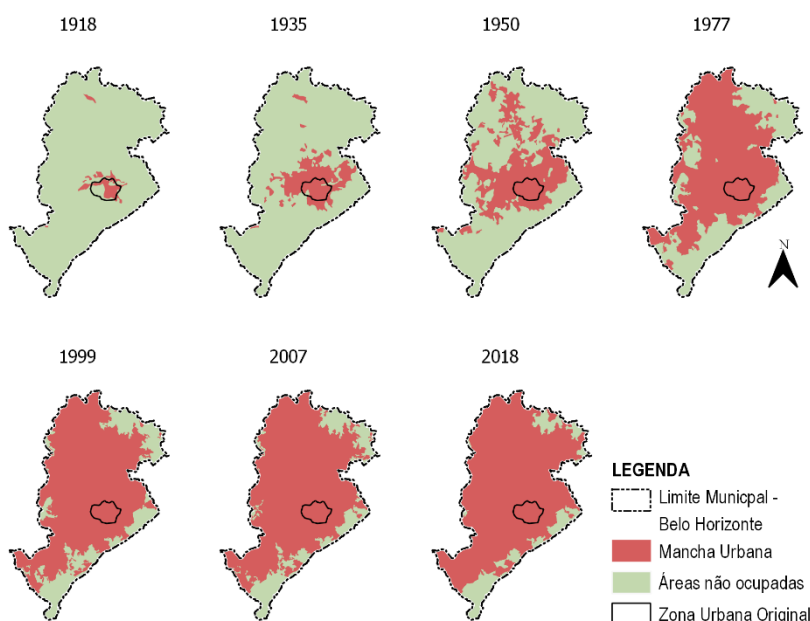 1918
1935
1950
1977
N
1999
2007
2018
LEGENDA
Limite Municpal -
Belo Horizonte
Mancha Urbana
Áreas não ocupadas
Zona Urbana Original